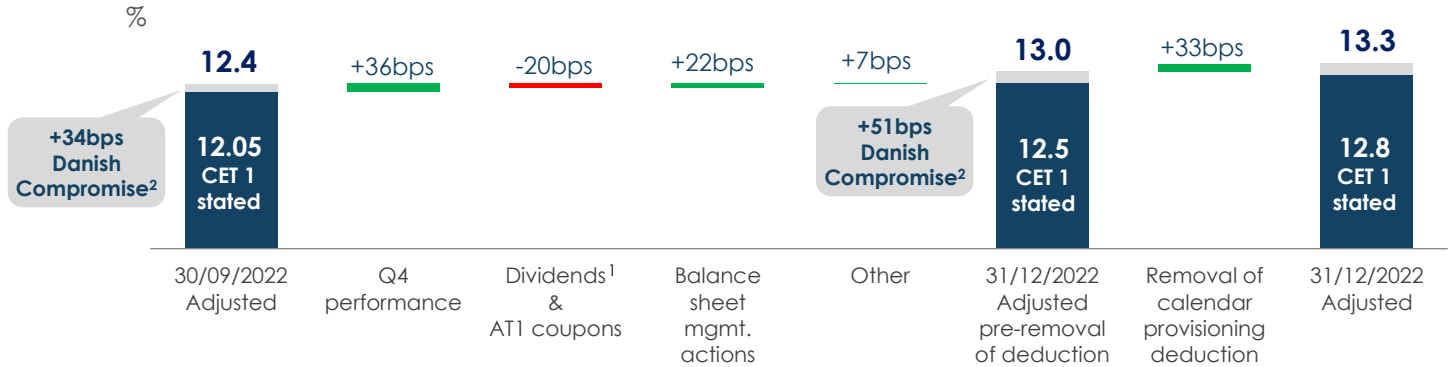 %
12.4
+36bps
-20bps
+22bps
+7bps
13.0
+33bps
13.3
+34bps
Danish
Compromise²
12.05
CET 1
stated
+51bps
Danish
Compromise²
12.5
CET 1
stated
12.8
CET 1
stated
30/09/2022
Adjusted
Q4
performance
Dividends¹
&
AT1 coupons
Balance
sheet
mgmt.
actions
Other
31/12/2022
Adjusted
pre-removal
of deduction
Removal of
calendar
provisioning
deduction
31/12/2022
Adjusted